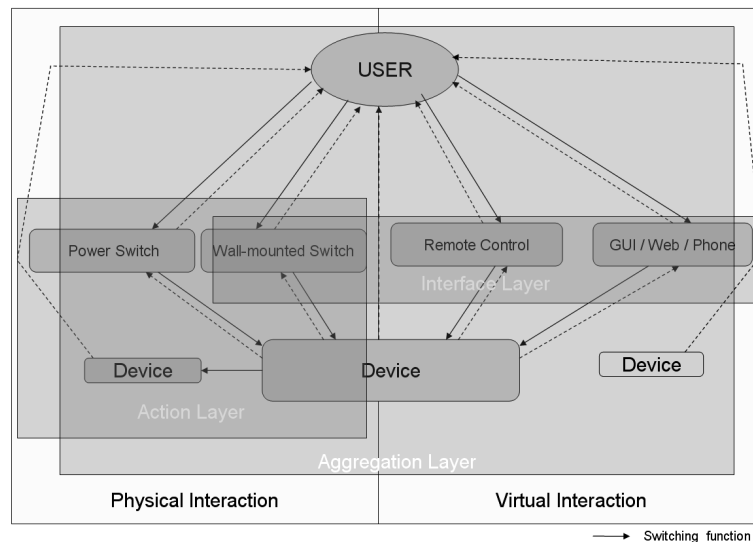 USER
Power Switch
Wall-mounted Switch
Remote Control
GUI / Web / Phone
Interface Layer
Device
Device
Device
Action Layer
Aggregation Layer
Physical Interaction
Virtual Interaction
Switching function